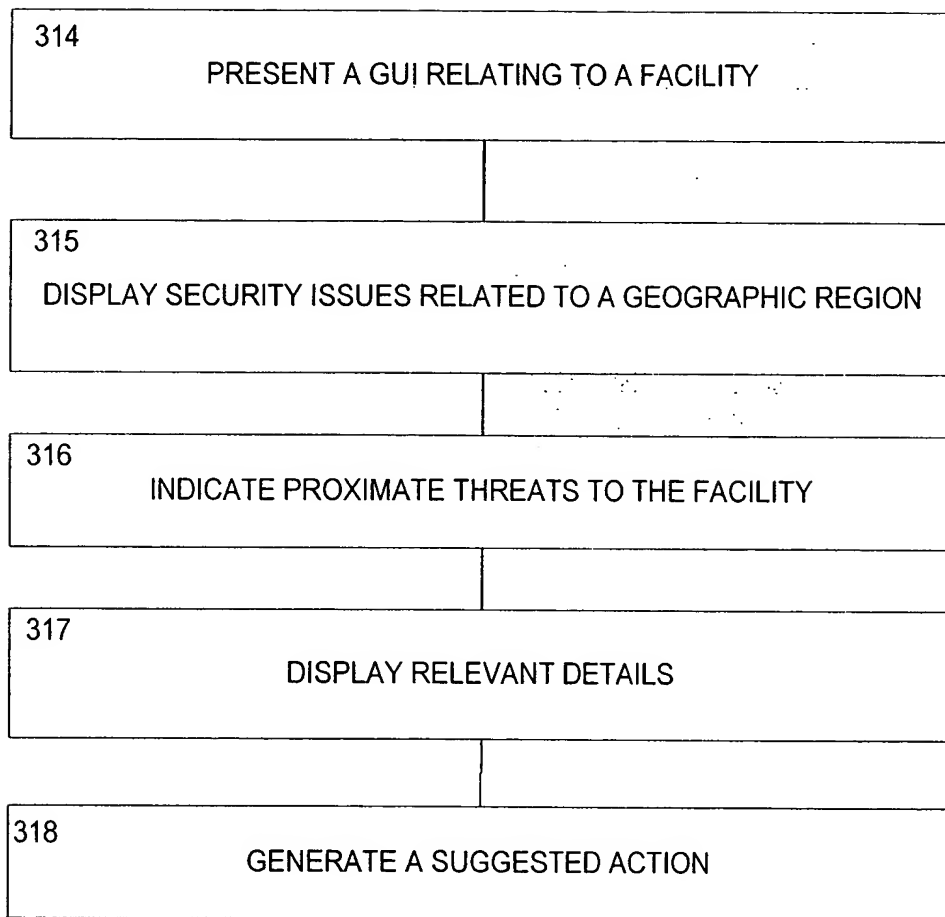 314
PRESENT A GUI RELATING TO A FACILITY
315
DISPLAY SECURITY ISSUES RELATED TO A GEOGRAPHIC REGION
316
INDICATE PROXIMATE THREATS TO THE FACILITY
317
DISPLAY RELEVANT DETAILS
318
GENERATE A SUGGESTED ACTION